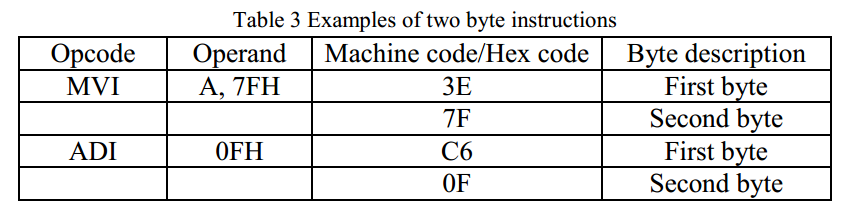 Table 3 Examples of two byte instructions
Opcode Operand Machine code/Hex code Byte description
MVI A, 7FH 3E First byte
7F Second byte
ADI 0FH C6 First byte
0F Second byte